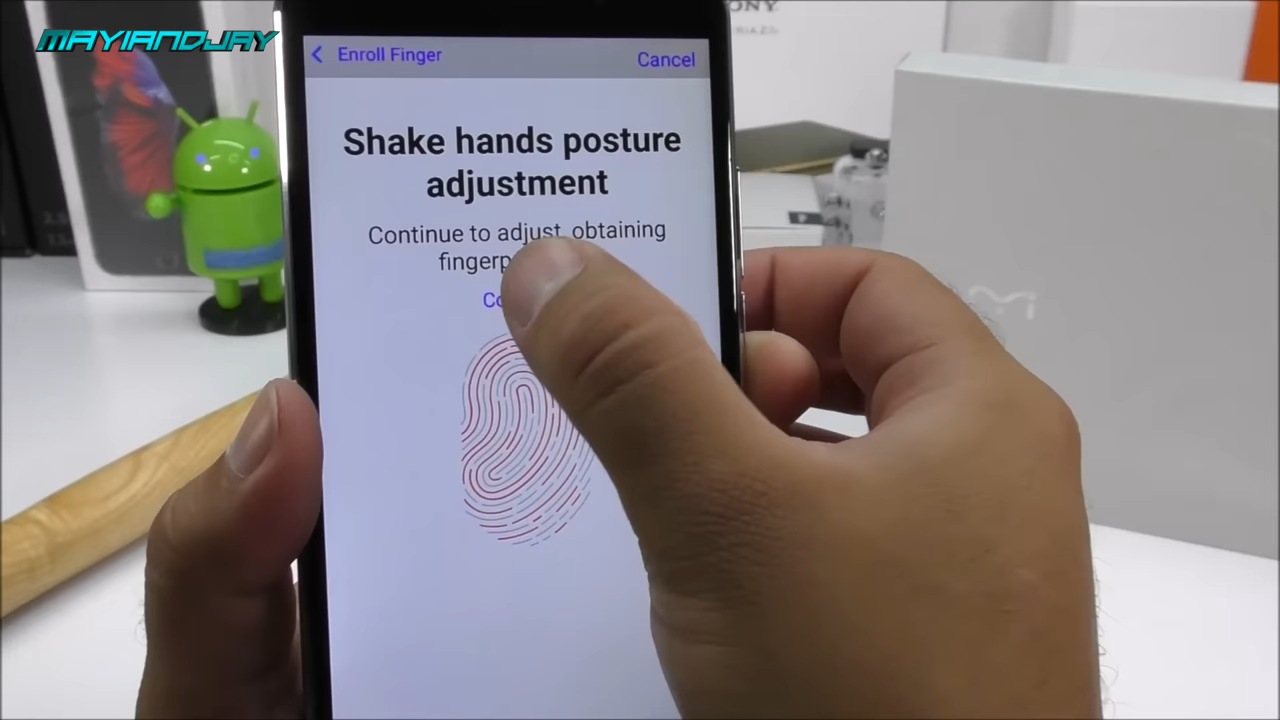 MAYIANDJAY
Enroll Finger
Cancel
Shake hands posture
adjustment
Continue to adjust, obtaining